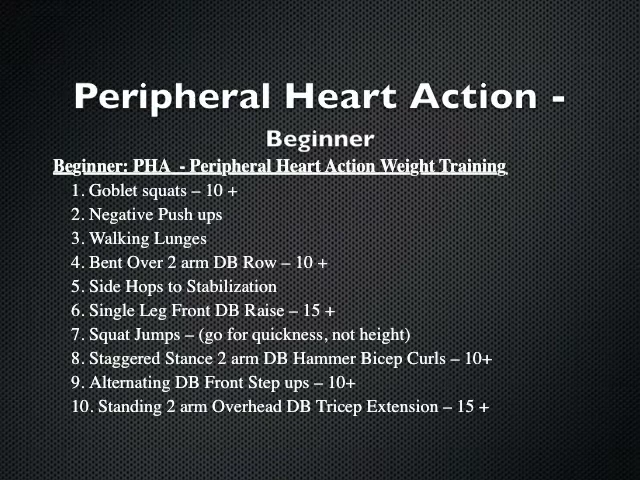 Peripheral Heart Action -
Beginner
Beginner: PHA - Peripheral Heart Action Weight Training
1. Goblet squats – 10 +
2. Negative Push ups
3. Walking Lunges
4. Bent Over 2 arm DB Row – 10 +
5. Side Hops to Stabilization
6. Single Leg Front DB Raise – 15 +
7. Squat Jumps – (go for quickness, not height)
8. Staggered Stance 2 arm DB Hammer Bicep Curls – 10+
9. Alternating DB Front Step ups – 10+
10. Standing 2 arm Overhead DB Tricep Extension – 15 +